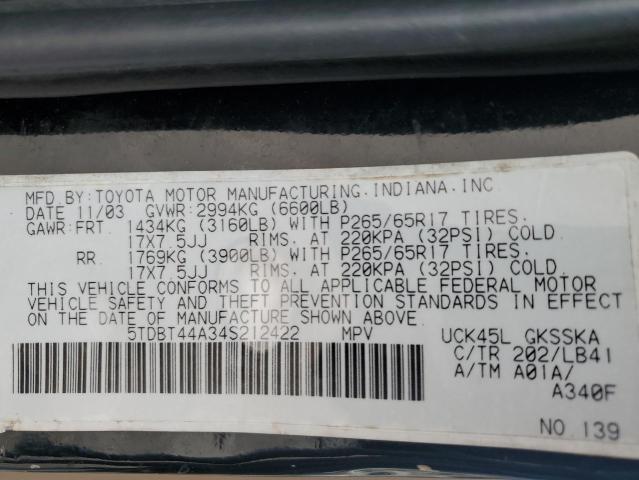 MFD.BY:TOYOTA MOTOR MANUFACTURING.INDIANA.INC.
DATE 11/03 GVWR:2994KG (6600LB)
GAWR:FRT 1434KG (3160LB) WITH P265/65R17 TIRES.
17X7.5JJ RIMS. AT 220KPA (32PSI) COLD.
RR 1769KG (3900LB) WITH P265/65R17 TIRES.
17X7.5JJ RIMS. AT 220KPA (32PSI) COLD.
THIS VEHICLE CONFORMS TO ALL APPLICABLE FEDERAL MOTOR
VEHICLE SAFETY AND THEFT PREVENTION STANDARDS IN EFFECT
ON THE DATE OF MANUFACTURE SHOWN ABOVE.
5TDBT44A34S212422 MPV
UCK45L GKSSKA
C/TR 202/LB41
A/TM A01A/
A340F
NO.139